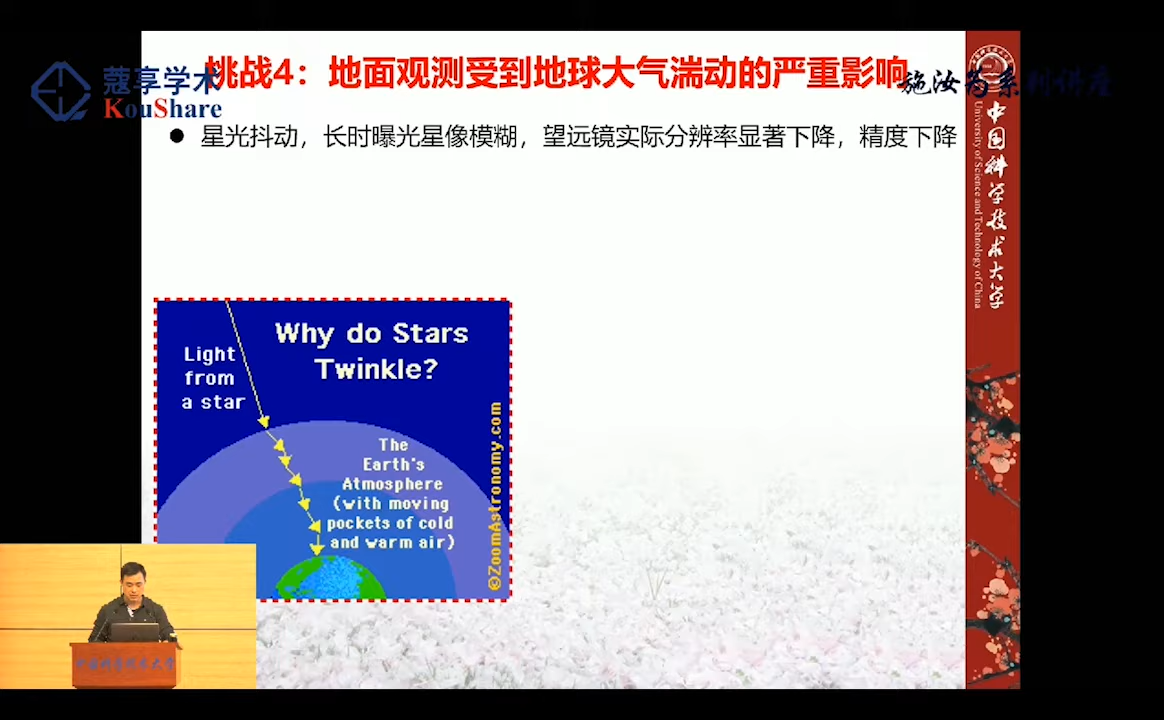 挑战4：地面观测受到地球大气湍动的严重影响
蔻享学术
KouShare
施汝为系列讲座
● 星光抖动，长时曝光星像模糊，望远镜实际分辨率显著下降，精度下降
中国科学技术大学
University of Science and Technology of China
Why do Stars
Twinkle?
Light
from
a star
The
Earth's
Atmosphere
(with moving
pockets of cold
and warm air)
©ZoomAstronomy.com
中国科学技术大学